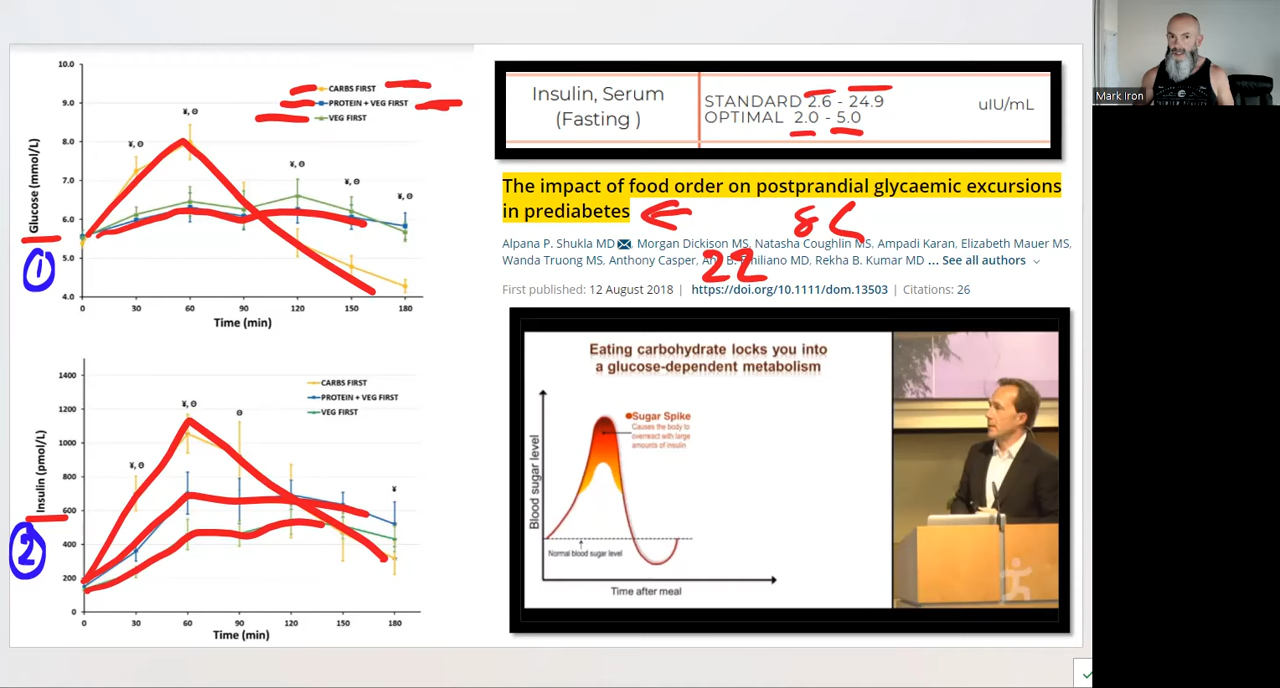 10.0
9.0
8.0
7.0
6.0
5.0
4.0
0
30
60
90
120
150
180
Glucose (mmol/L)
Time (min)
CARBS FIRST
PROTEIN + VEG FIRST
VEG FIRST
¥, Θ
¥, Θ
¥, Θ
¥, Θ
¥, Θ
1
1400
1200
1000
800
600
400
200
0
0
30
60
90
120
150
180
Insulin (pmol/L)
Time (min)
CARBS FIRST
PROTEIN + VEG FIRST
VEG FIRST
¥, Θ
¥, Θ
Θ
¥
2
Insulin, Serum
(Fasting )
STANDARD 2.6 - 24.9
OPTIMAL 2.0 - 5.0
uIU/mL
The impact of food order on postprandial glycaemic excursions
in prediabetes
Alpana P. Shukla MD, Morgan Dickison MS, Natasha Coughlin MS, Ampadi Karan, Elizabeth Mauer MS,
Wanda Truong MS, Anthony Casper, B. Emiliano MD, Rekha B. Kumar MD ... See all authors
22
First published: 12 August 2018 | https://doi.org/10.1111/dom.13503 | Citations: 26
Eating carbohydrate locks you into
a glucose-dependent metabolism
Sugar Spike
Causes the body to
overreact with large
amounts of insulin
Blood sugar level
Normal blood sugar level
Time after meal
Mark Iron